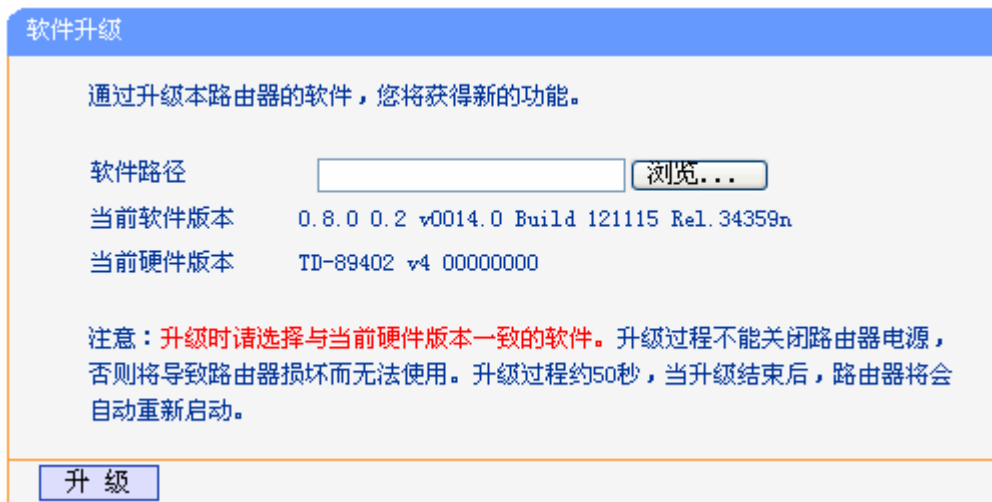 软件升级
通过升级本路由器的软件，您将获得新的功能。
软件路径 浏览...
当前软件版本 0.8.0 0.2 v0014.0 Build 121115 Rel.34359n
当前硬件版本 TD-89402 v4 00000000
注意：升级时请选择与当前硬件版本一致的软件。升级过程不能关闭路由器电源，
否则将导致路由器损坏而无法使用。升级过程约50秒，当升级结束后，路由器将会
自动重新启动。
升 级